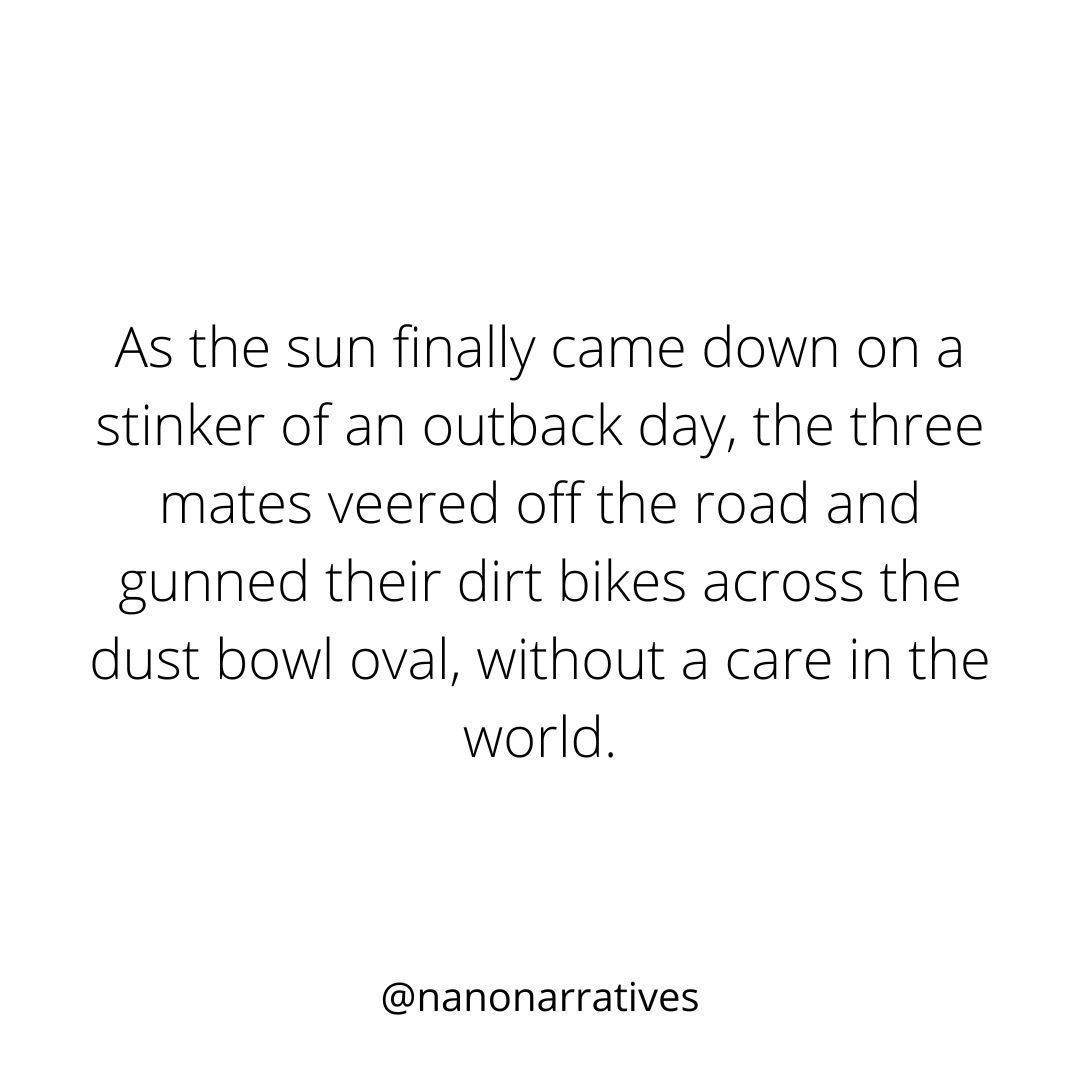 As the sun finally came down on a
stinker of an outback day, the three
mates veered off the road and
gunned their dirt bikes across the
dust bowl oval, without a care in the
world.
@nanonarratives